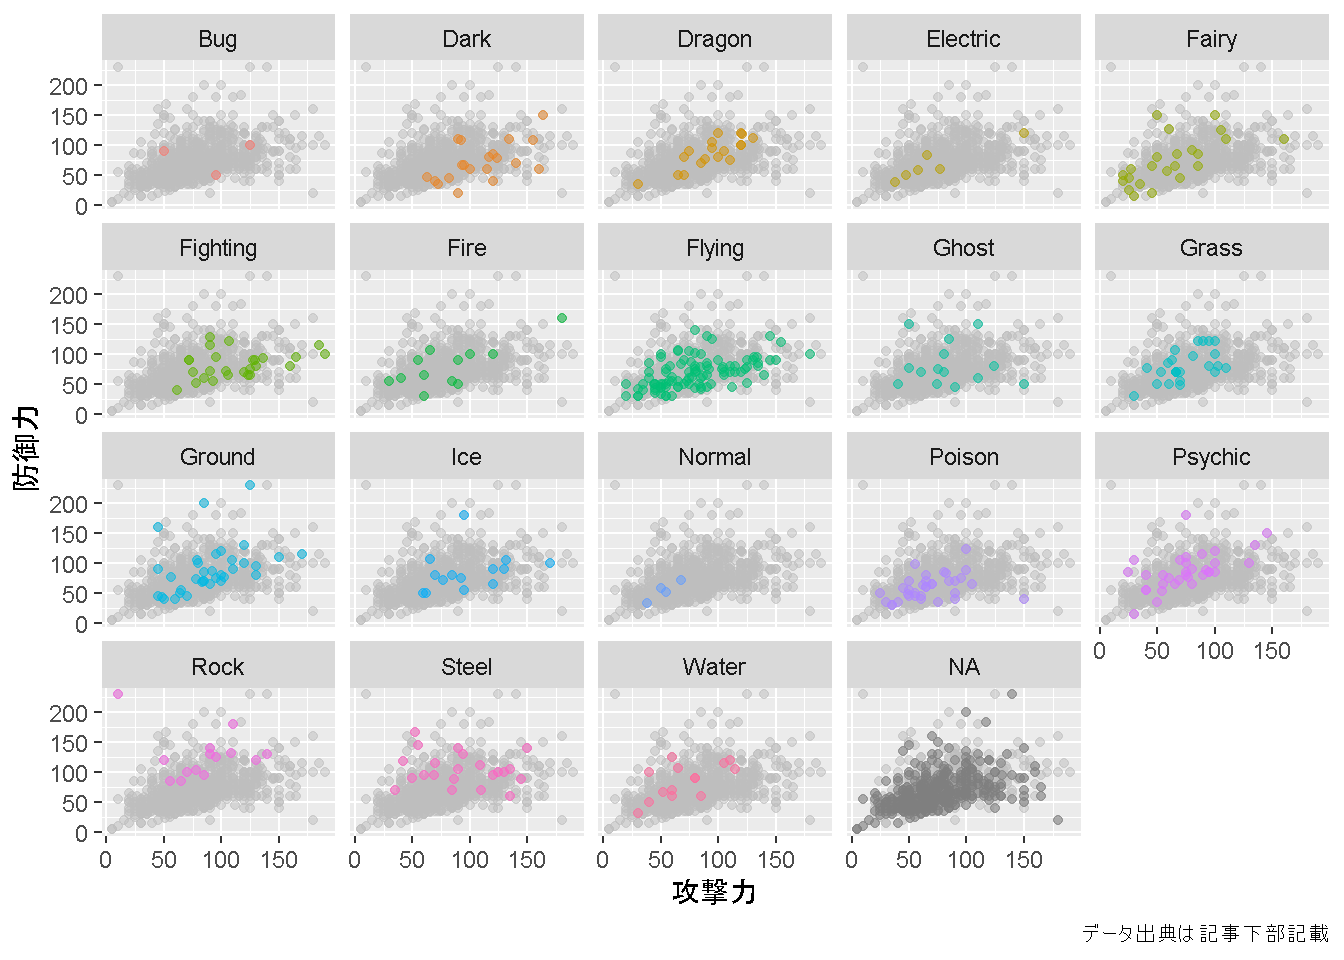 Bug Dark Dragon Electric Fairy
200
150
100
50
0
Fighting Fire Flying Ghost Grass
200
150
100
50
0
防御力
Ground Ice Normal Poison Psychic
200
150
100
50
0
0 50 100 150
Rock Steel Water NA
200
150
100
50
0
0 50 100 150 0 50 100 150 0 50 100 150 0 50 100 150
攻撃力
データ出典は記事下部記載